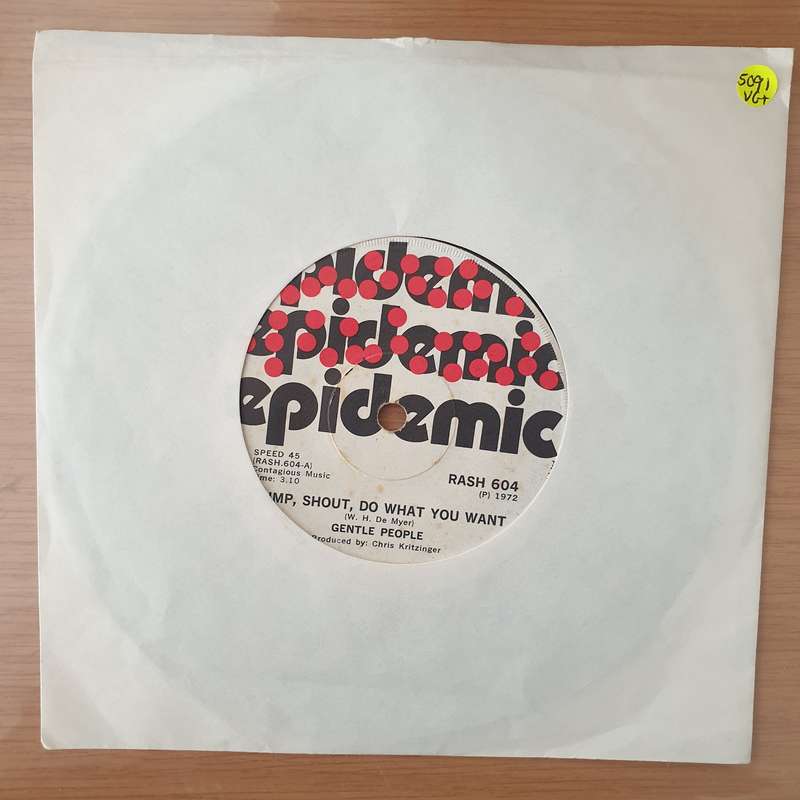 5091
VG+
epidemic
epidemic
SPEED 45
(RASH.604-A)
Contagious Music
RASH 604
(P) 1972
SHOUT, DO WHAT YOU WANT
(W. H. De Myer)
GENTLE PEOPLE
Produced by: Chris Kritzinger
3.10